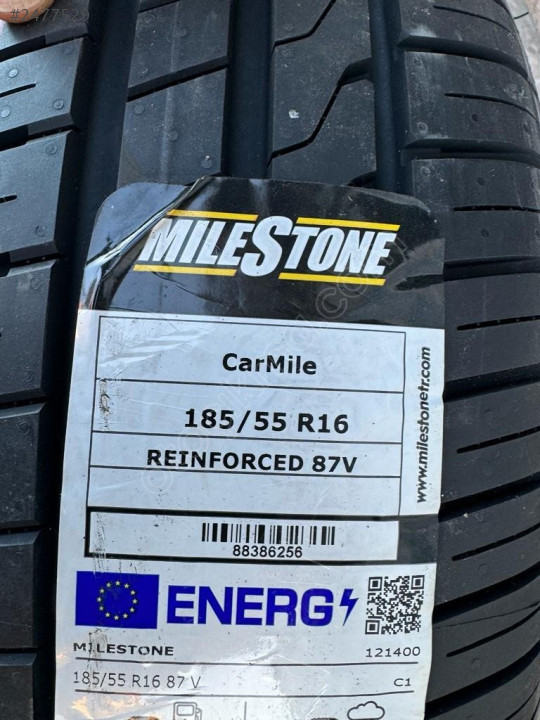 MILESTONE
CarMile
185/55 R16
REINFORCED 87V
www.milestonetr.com
88386256
ENERG
MILESTONE 121400
185/55 R16 87 V C1